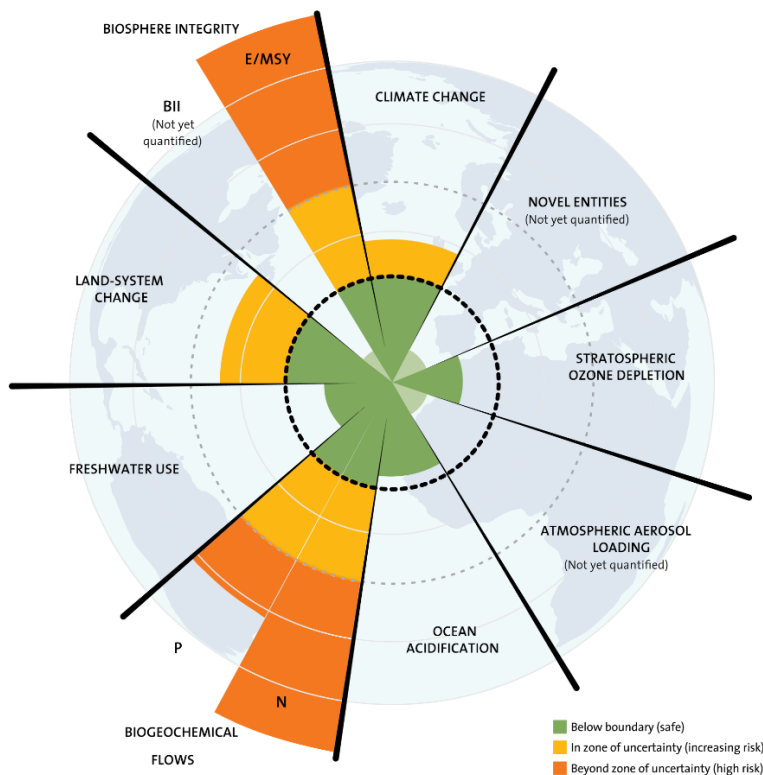 BIOSPHERE INTEGRITY
E/MSY
CLIMATE CHANGE
BII
(Not yet
quantified)
NOVEL ENTITIES
(Not yet quantified)
LAND-SYSTEM
CHANGE
STRATOSPHERIC
OZONE DEPLETION
FRESHWATER USE
ATMOSPHERIC AEROSOL
LOADING
(Not yet quantified)
P
OCEAN
ACIDIFICATION
N
BIOGEOCHEMICAL
FLOWS
Below boundary (safe)
In zone of uncertainty (increasing risk)
Beyond zone of uncertainty (high risk)